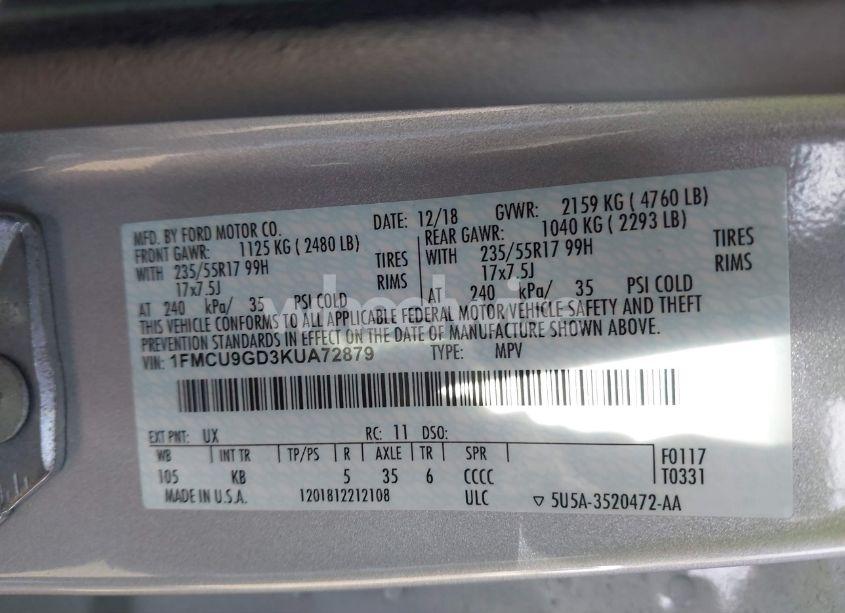 MFD. BY FORD MOTOR CO. DATE: 12/18 GVWR: 2159 KG ( 4760 LB)
FRONT GAWR: 1125 KG ( 2480 LB) REAR GAWR: 1040 KG ( 2293 LB)
WITH 235/55R17 99H TIRES WITH 235/55R17 99H TIRES
17x7.5J RIMS 17x7.5J RIMS
AT 240 kPa/ 35 PSI COLD AT 240 kPa/ 35 PSI COLD
THIS VEHICLE CONFORMS TO ALL APPLICABLE FEDERAL MOTOR VEHICLE SAFETY AND THEFT
PREVENTION STANDARDS IN EFFECT ON THE DATE OF MANUFACTURE SHOWN ABOVE.
VIN: 1FMCU9GD3KUA72879 TYPE: MPV
EXT PNT: UX RC: 11 DSO:
WB INT TR TP/PS R AXLE TR SPR F0117
105 KB 5 35 6 CCCC T0331
MADE IN U.S.A. 1201812212108 ULC ▽ 5U5A-3520472-AA